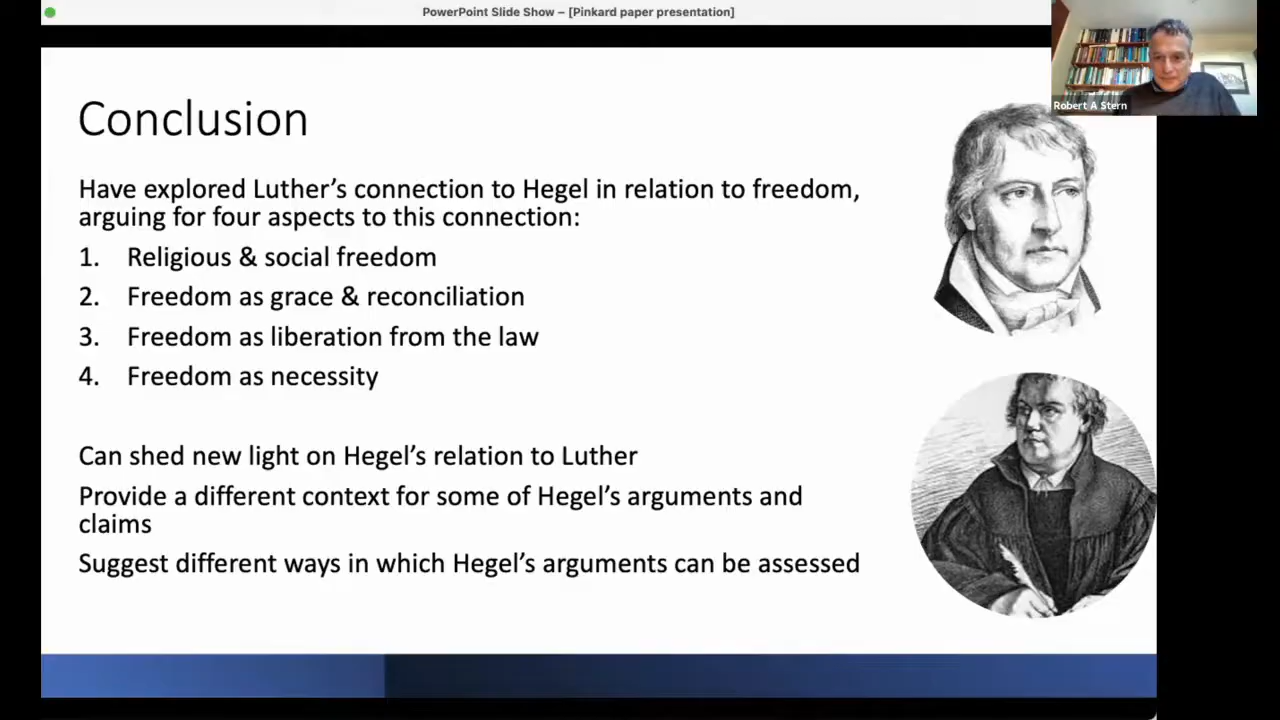 PowerPoint Slide Show – [Pinkard paper presentation]
Robert A Stern
Conclusion
Have explored Luther’s connection to Hegel in relation to freedom,
arguing for four aspects to this connection:
1. Religious & social freedom
2. Freedom as grace & reconciliation
3. Freedom as liberation from the law
4. Freedom as necessity
Can shed new light on Hegel’s relation to Luther
Provide a different context for some of Hegel’s arguments and
claims
Suggest different ways in which Hegel’s arguments can be assessed